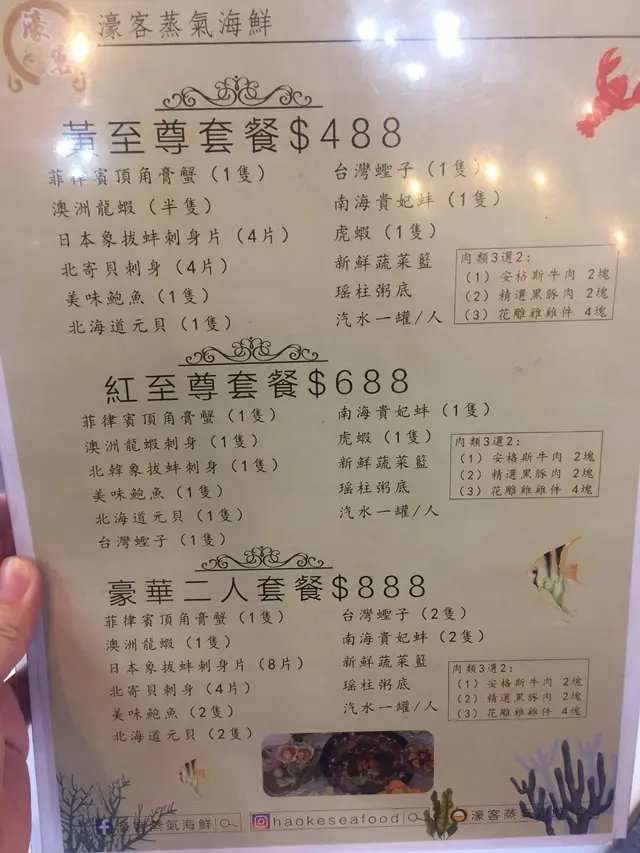 濠客蒸氣海鮮
黃至尊套餐$488
菲律賓頂角膏蟹（1隻）
澳洲龍蝦（半隻）
日本象拔蚌刺身片（4片）
北寄貝刺身（4片）
美味鮑魚（1隻）
北海道元貝（1隻）
台灣蟶子（1隻）
南海貴妃蚌（1隻）
虎蝦（1隻）
新鮮蔬菜籃
瑶柱粥底
汽水一罐/人
肉類3選2:
（1）安格斯牛肉 2塊
（2）精選黑豚肉 2塊
（3）花雕雞雞件 4塊
紅至尊套餐$688
菲律賓頂角膏蟹（1隻）
澳洲龍蝦刺身（1隻）
北韓象拔蚌刺身（1隻）
美味鮑魚（1隻）
北海道元貝（1隻）
台灣蟶子（1隻）
南海貴妃蚌（1隻）
虎蝦（1隻）
新鮮蔬菜籃
瑶柱粥底
汽水一罐/人
肉類3選2:
（1）安格斯牛肉 2塊
（2）精選黑豚肉 2塊
（3）花雕雞雞件 4塊
豪華二人套餐$888
菲律賓頂角膏蟹（1隻）
澳洲龍蝦（1隻）
日本象拔蚌刺身片（8片）
北寄貝刺身（4片）
美味鮑魚（2隻）
北海道元貝（2隻）
台灣蟶子（2隻）
南海貴妃蚌（2隻）
新鮮蔬菜籃
瑶柱粥底
汽水一罐/人
肉類3選2:
（1）安格斯牛肉 2塊
（2）精選黑豚肉 2塊
（3）花雕雞雞件 4塊
蒸氣海鮮
haokeseafood
濠客蒸氣